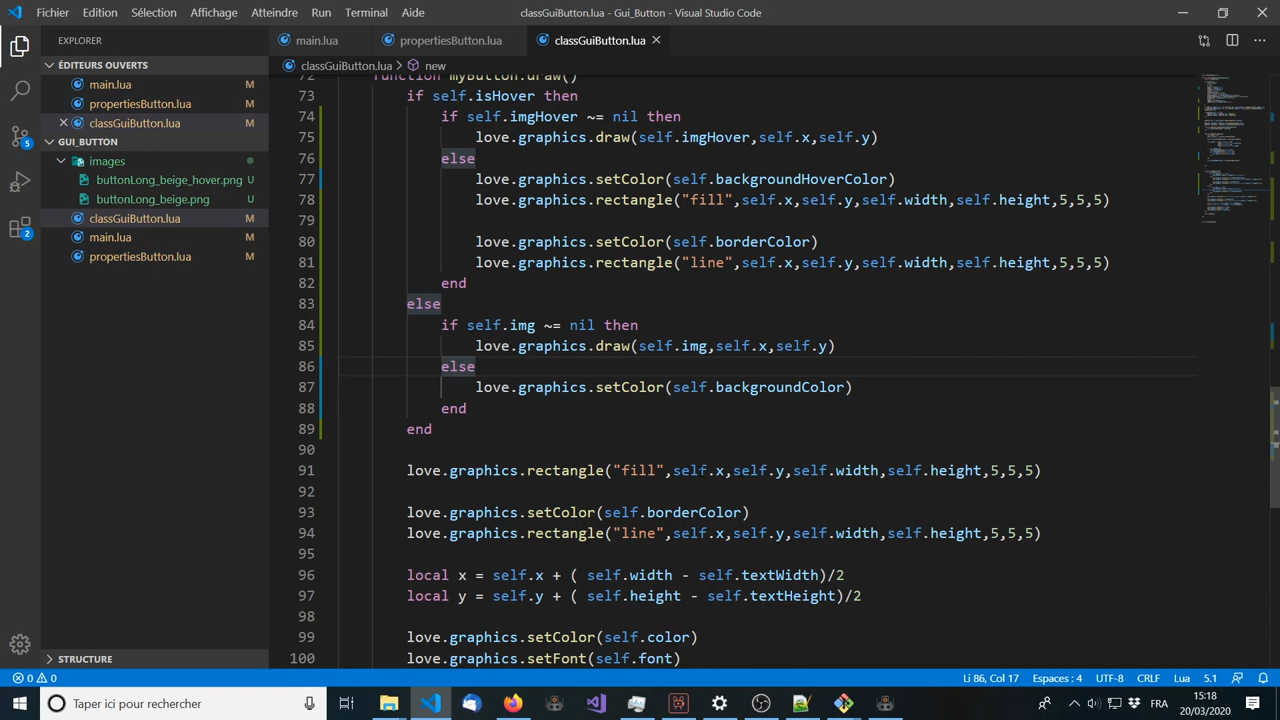 Fichier Edition Sélection Affichage Atteindre Run Terminal Aide classGuiButton.lua - Gui_Button - Visual Studio Code
EXPLORER
main.lua propertiesButton.lua classGuiButton.lua
ÉDITEURS OUVERTS
main.lua M
propertiesButton.lua M
classGuiButton.lua M
GUI_BUTTON
images
buttonLong_beige_hover.png U
buttonLong_beige.png U
classGuiButton.lua M
main.lua M
propertiesButton.lua M
STRUCTURE
5
2
classGuiButton.lua > new
72 function myButton.draw()
73 if self.isHover then
74 if self.imgHover ~= nil then
75 love.graphics.draw(self.imgHover,self.x,self.y)
76 else
77 love.graphics.setColor(self.backgroundHoverColor)
78 love.graphics.rectangle("fill",self.x,self.y,self.width,self.height,5,5,5)
79
80 love.graphics.setColor(self.borderColor)
81 love.graphics.rectangle("line",self.x,self.y,self.width,self.height,5,5,5)
82 end
83 else
84 if self.img ~= nil then
85 love.graphics.draw(self.img,self.x,self.y)
86 else
87 love.graphics.setColor(self.backgroundColor)
88 end
89 end
90
91 love.graphics.rectangle("fill",self.x,self.y,self.width,self.height,5,5,5)
92
93 love.graphics.setColor(self.borderColor)
94 love.graphics.rectangle("line",self.x,self.y,self.width,self.height,5,5,5)
95
96 local x = self.x + ( self.width - self.textWidth)/2
97 local y = self.y + ( self.height - self.textHeight)/2
98
99 love.graphics.setColor(self.color)
100 love.graphics.setFont(self.font)
0 0 Li 86, Col 17 Espaces : 4 UTF-8 CRLF Lua 5.1
Taper ici pour rechercher FRA 15:18
20/03/2020